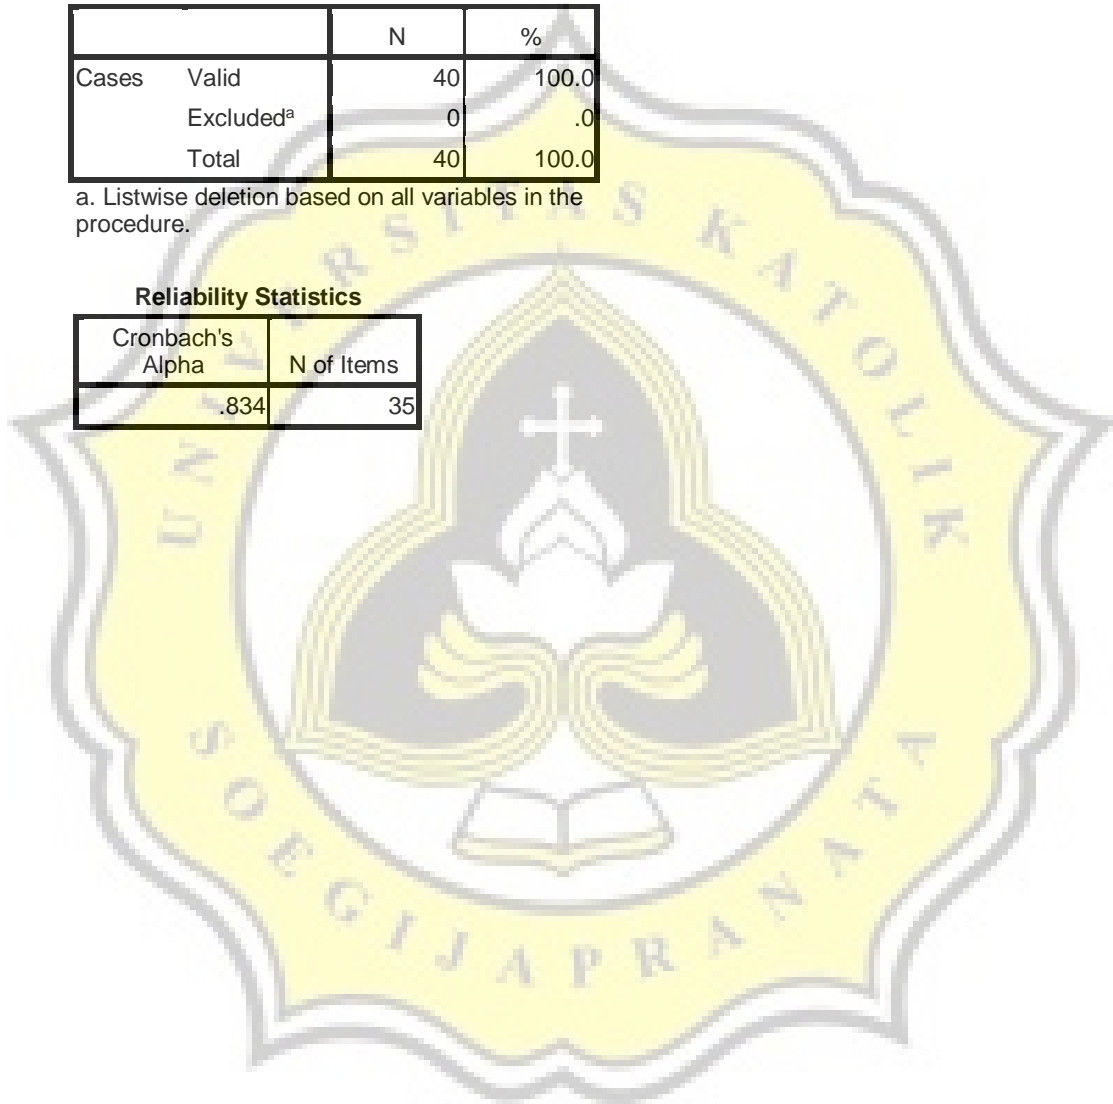 N %
Cases Valid 40 100.0
Excludedᵃ 0 .0
Total 40 100.0
a. Listwise deletion based on all variables in the
procedure.
Reliability Statistics
Cronbach's
Alpha N of Items
.834 35
UNIVERSITAS KATOLIK
SOEGIJAPRANATA